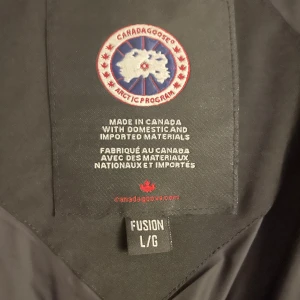 CANADA GOOSE®
ARCTIC PROGRAM
MADE IN CANADA
WITH DOMESTIC AND
IMPORTED MATERIALS
FABRIQUÉ AU CANADA
AVEC DES MATÉRIAUX
NATIONAUX ET IMPORTÉS
canadagoose.com
FUSION
L/G